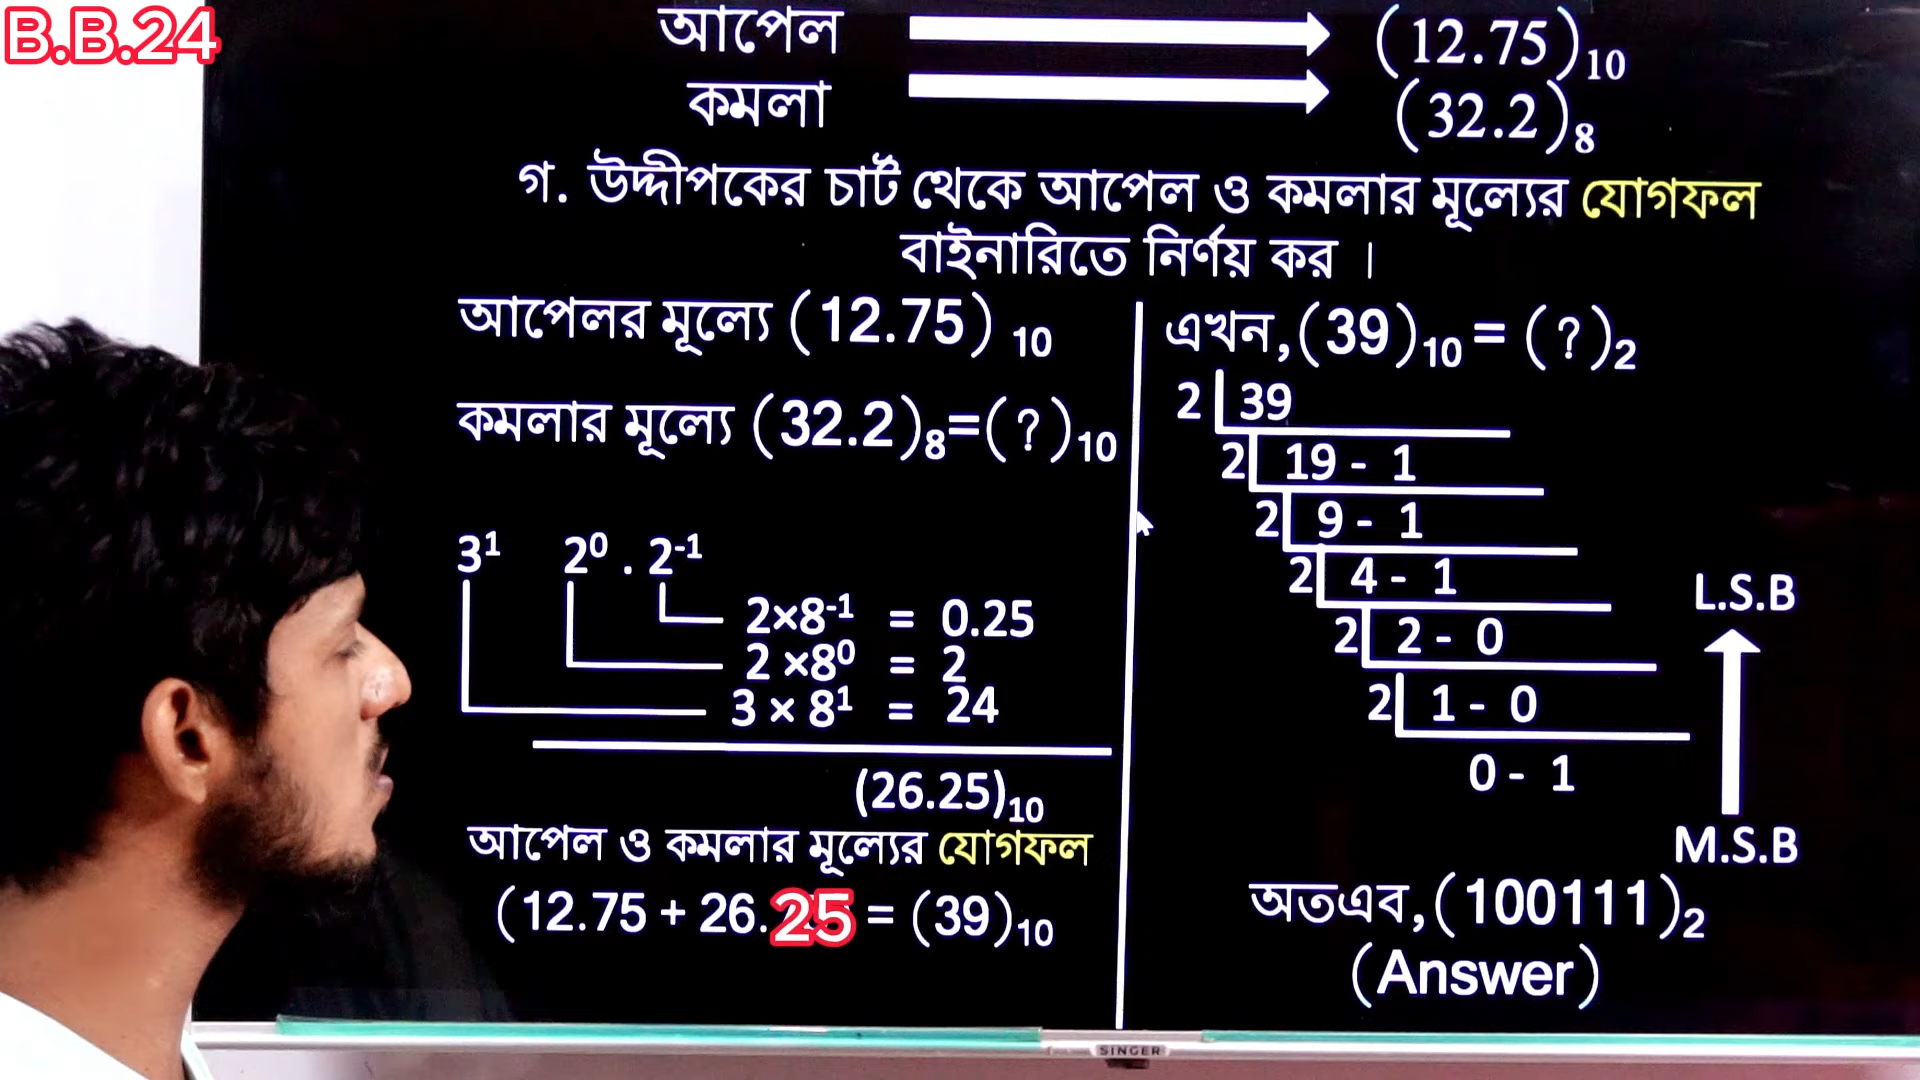 B.B.24
আপেল (12.75)₁₀
কমলা (32.2)₈
গ. উদ্দীপকের চার্ট থেকে আপেল ও কমলার মূল্যের যোগফল
বাইনারিতে নির্ণয় কর ।
আপেলর মূল্যে (12.75) ₁₀
কমলার মূল্যে (32.2)₈=(?)₁₀
3¹ 2⁰ . 2⁻¹
2×8⁻¹ = 0.25
2 ×8⁰ = 2
3 × 8¹ = 24
(26.25)₁₀
আপেল ও কমলার মূল্যের যোগফল
(12.75 + 26.25 = (39)₁₀
এখন,(39)₁₀= (?)₂
2 39
2 19 - 1
2 9 - 1
2 4 - 1
2 2 - 0
2 1 - 0
0 - 1
L.S.B
M.S.B
অতএব,(100111)₂
(Answer)
SINGER